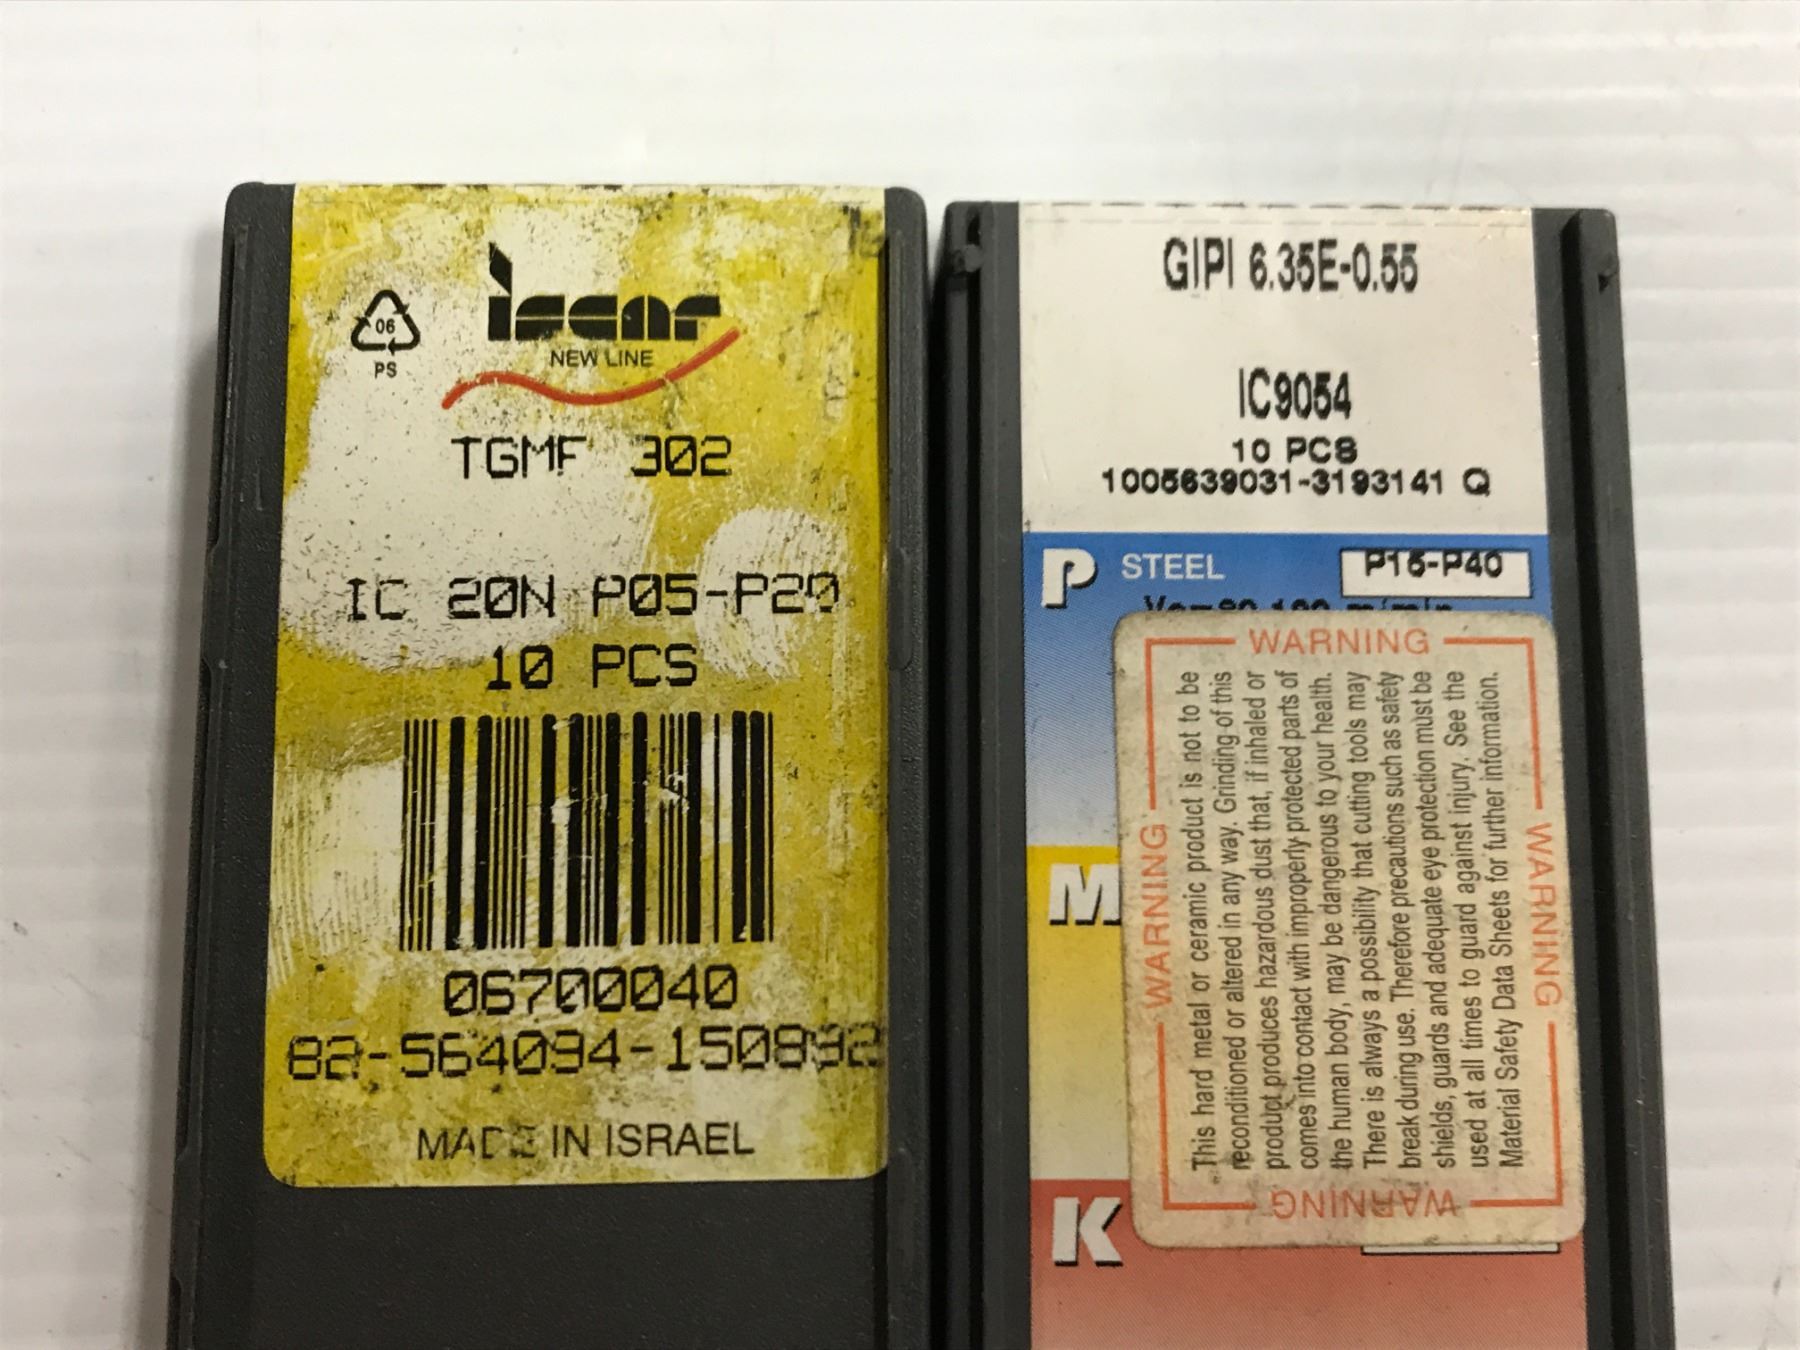 iscar
NEW LINE
06
PS
TGMF 302
IC 20N P05-P20
10 PCS
06700040
82-564094-150892
MADE IN ISRAEL
GIPI 6.35E-0.55
IC9054
10 PCS
1005639031-3193141 Q
P STEEL P15-P40
M
K
WARNING
WARNING
WARNING
WARNING
This hard metal or ceramic product is not to be
reconditioned or altered in any way. Grinding of this
product produces hazardous dust that, if inhaled or
comes into contact with improperly protected parts of
the human body, may be dangerous to your health.
There is always a possibility that cutting tools may
break during use. Therefore precautions such as safety
shields, guards and adequate eye protection must be
used at all times to guard against injury. See the
Material Safety Data Sheets for further information.